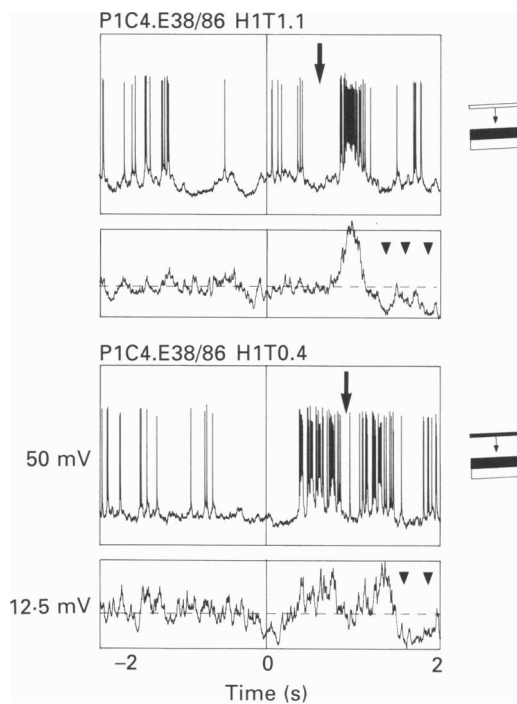 P1C4.E38/86 H1T1.1
P1C4.E38/86 H1T0.4
50 mV
12·5 mV
−2 0 2
Time (s)